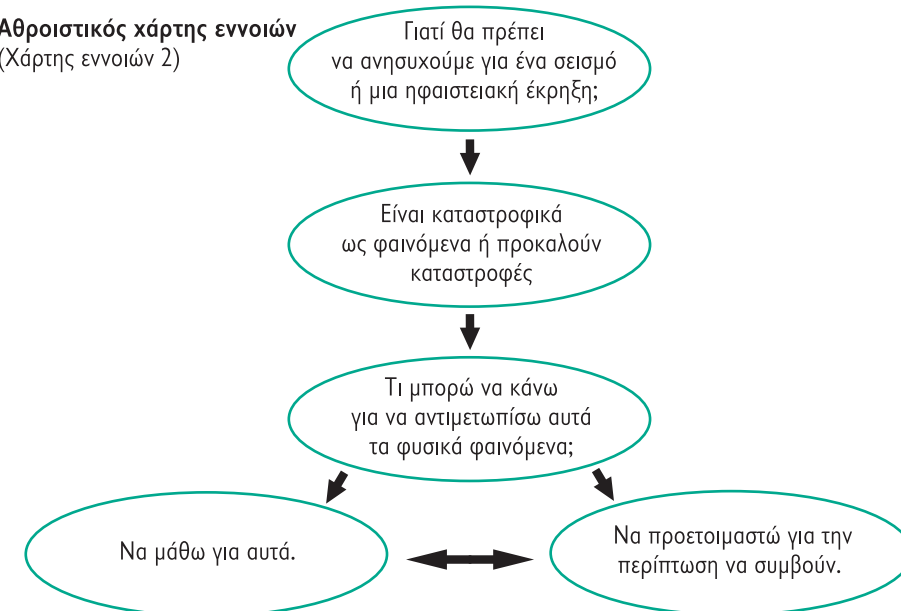 Αθροιστικός χάρτης εννοιών
(Χάρτης εννοιών 2)
Γιατί θα πρέπει
να ανησυχούμε για ένα σεισμό
ή μια ηφαιστειακή έκρηξη;
Είναι καταστροφικά
ως φαινόμενα ή προκαλούν
καταστροφές
Τι μπορώ να κάνω
για να αντιμετωπίσω αυτά
τα φυσικά φαινόμενα;
Να μάθω για αυτά.
Να προετοιμαστώ για την
περίπτωση να συμβούν.